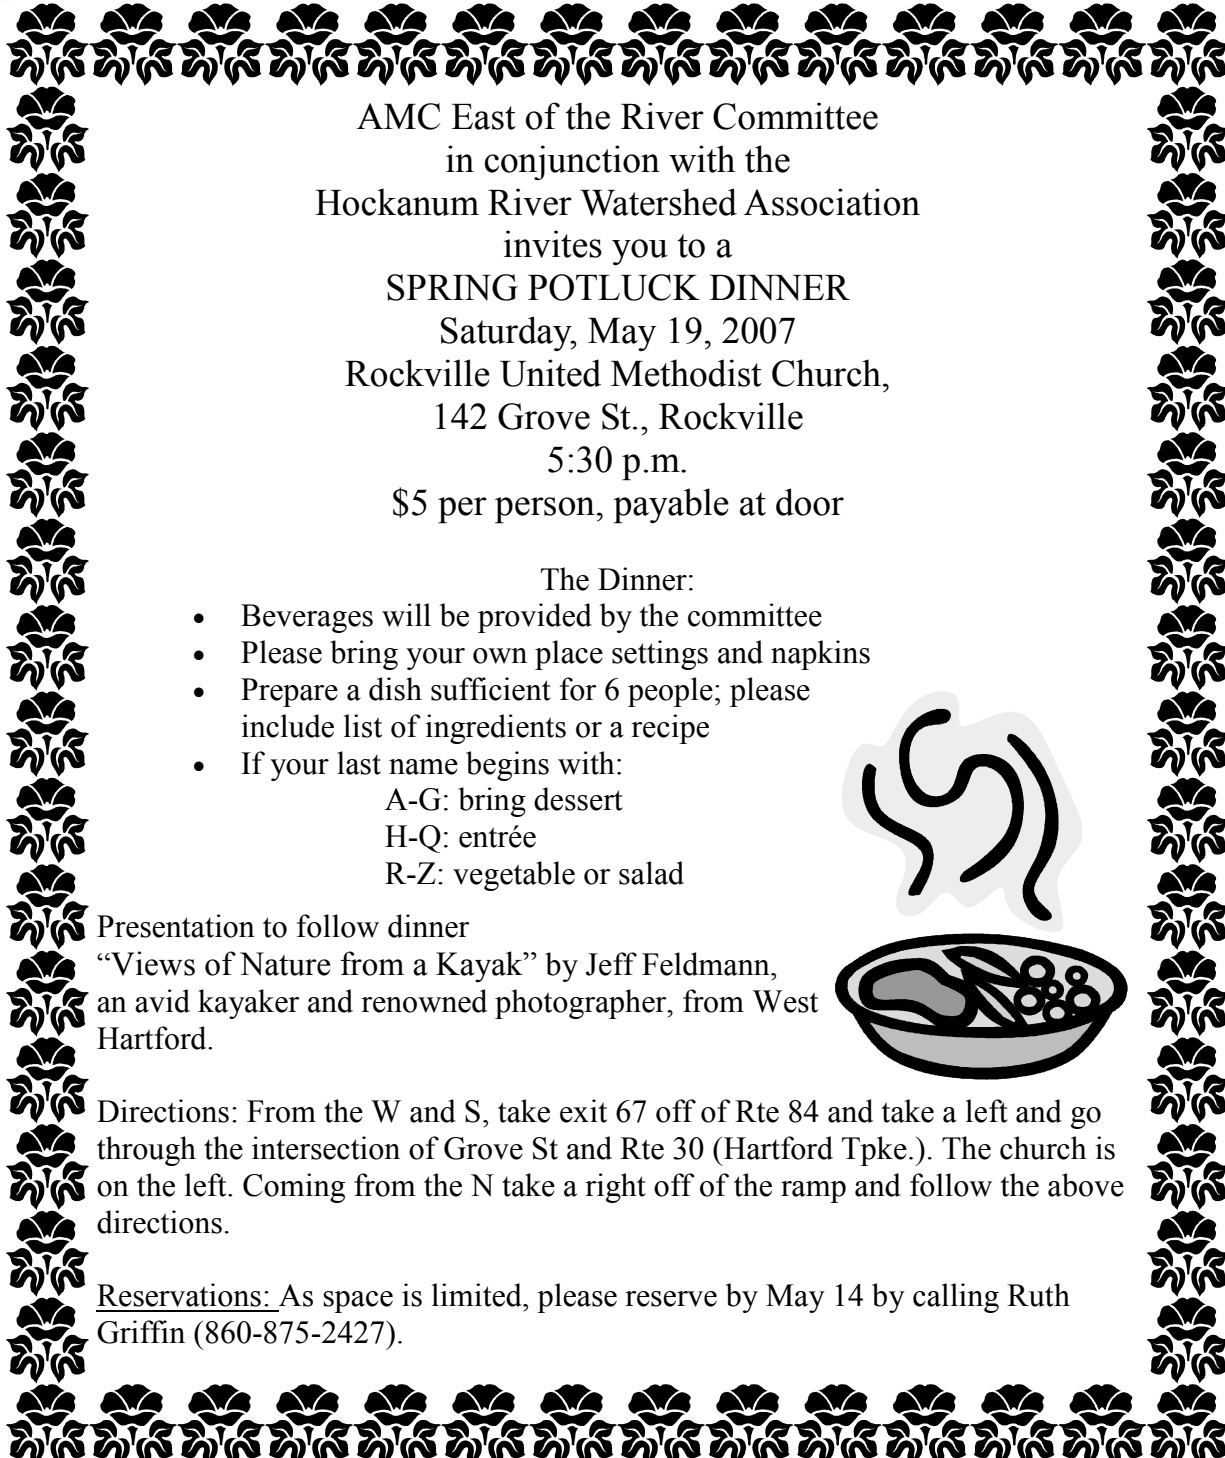 AMC East of the River Committee
in conjunction with the
Hockanum River Watershed Association
invites you to a
SPRING POTLUCK DINNER
Saturday, May 19, 2007
Rockville United Methodist Church,
142 Grove St., Rockville
5:30 p.m.
$5 per person, payable at door
The Dinner:
• Beverages will be provided by the committee
• Please bring your own place settings and napkins
• Prepare a dish sufficient for 6 people; please
include list of ingredients or a recipe
• If your last name begins with:
A-G: bring dessert
H-Q: entrée
R-Z: vegetable or salad
Presentation to follow dinner
“Views of Nature from a Kayak” by Jeff Feldmann,
an avid kayaker and renowned photographer, from West
Hartford.
Directions: From the W and S, take exit 67 off of Rte 84 and take a left and go
through the intersection of Grove St and Rte 30 (Hartford Tpke.). The church is
on the left. Coming from the N take a right off of the ramp and follow the above
directions.
Reservations: As space is limited, please reserve by May 14 by calling Ruth
Griffin (860-875-2427).